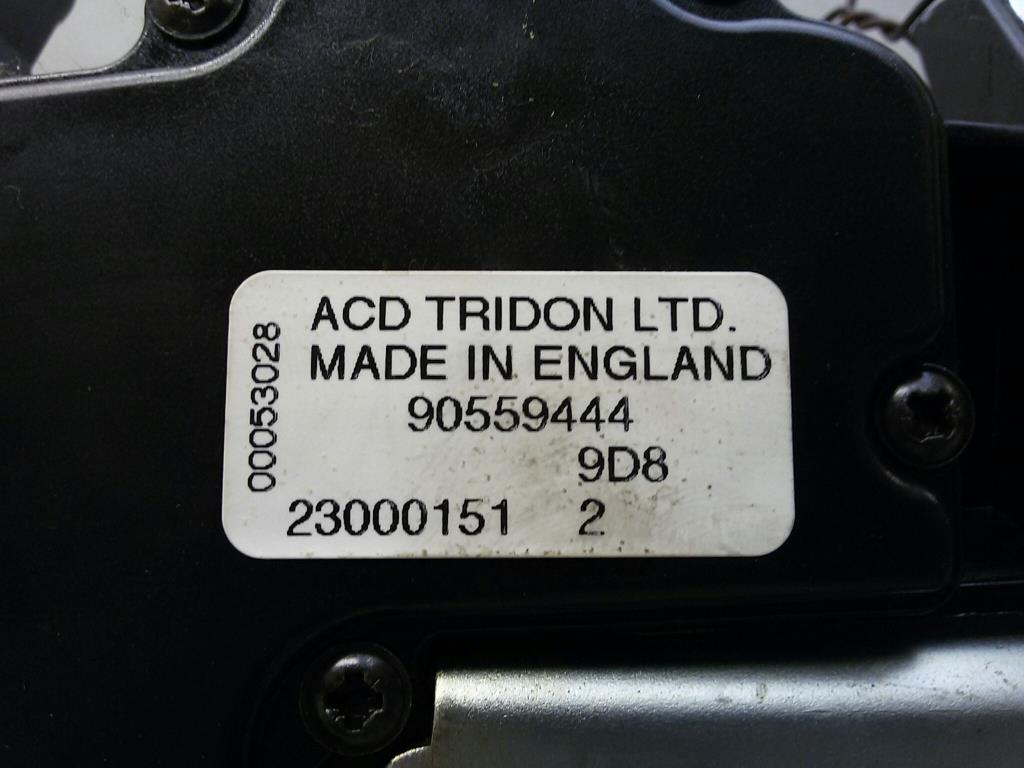 ACD TRIDON LTD.
MADE IN ENGLAND
90559444
9D8
23000151 2
00053028